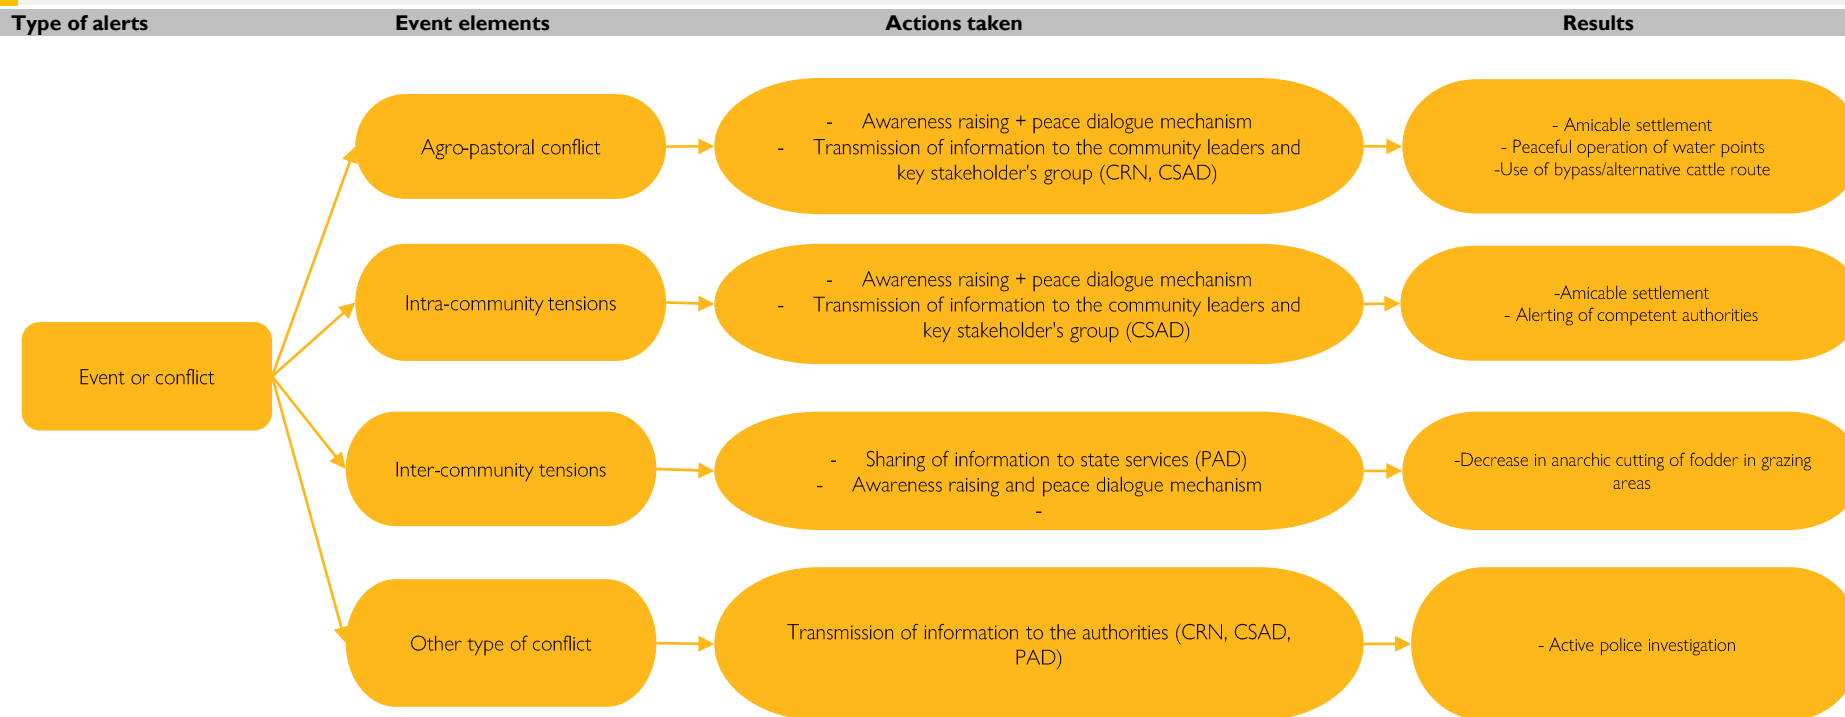 Type of alerts
Event elements
Actions taken
Results
Event or conflict
Agro-pastoral conflict
- Awareness raising + peace dialogue mechanism
- Transmission of information to the community leaders and
key stakeholder's group (CRN, CSAD)
- Amicable settlement
- Peaceful operation of water points
-Use of bypass/alternative cattle route
Intra-community tensions
- Awareness raising + peace dialogue mechanism
- Transmission of information to the community leaders and
key stakeholder's group (CSAD)
-Amicable settlement
- Alerting of competent authorities
Inter-community tensions
- Sharing of information to state services (PAD)
- Awareness raising and peace dialogue mechanism
-
-Decrease in anarchic cutting of fodder in grazing
areas
Other type of conflict
Transmission of information to the authorities (CRN, CSAD,
PAD)
- Active police investigation